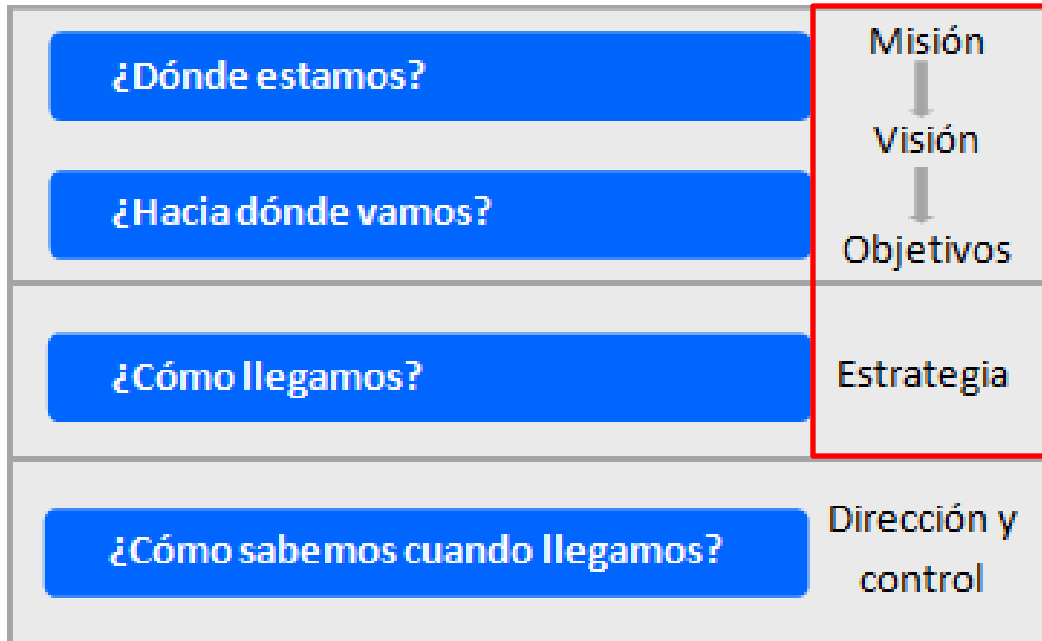 ¿Dónde estamos?
Misión
Visión
¿Hacia dónde vamos?
Objetivos
¿Cómo llegamos?
Estrategia
¿Cómo sabemos cuando llegamos?
Dirección y
control